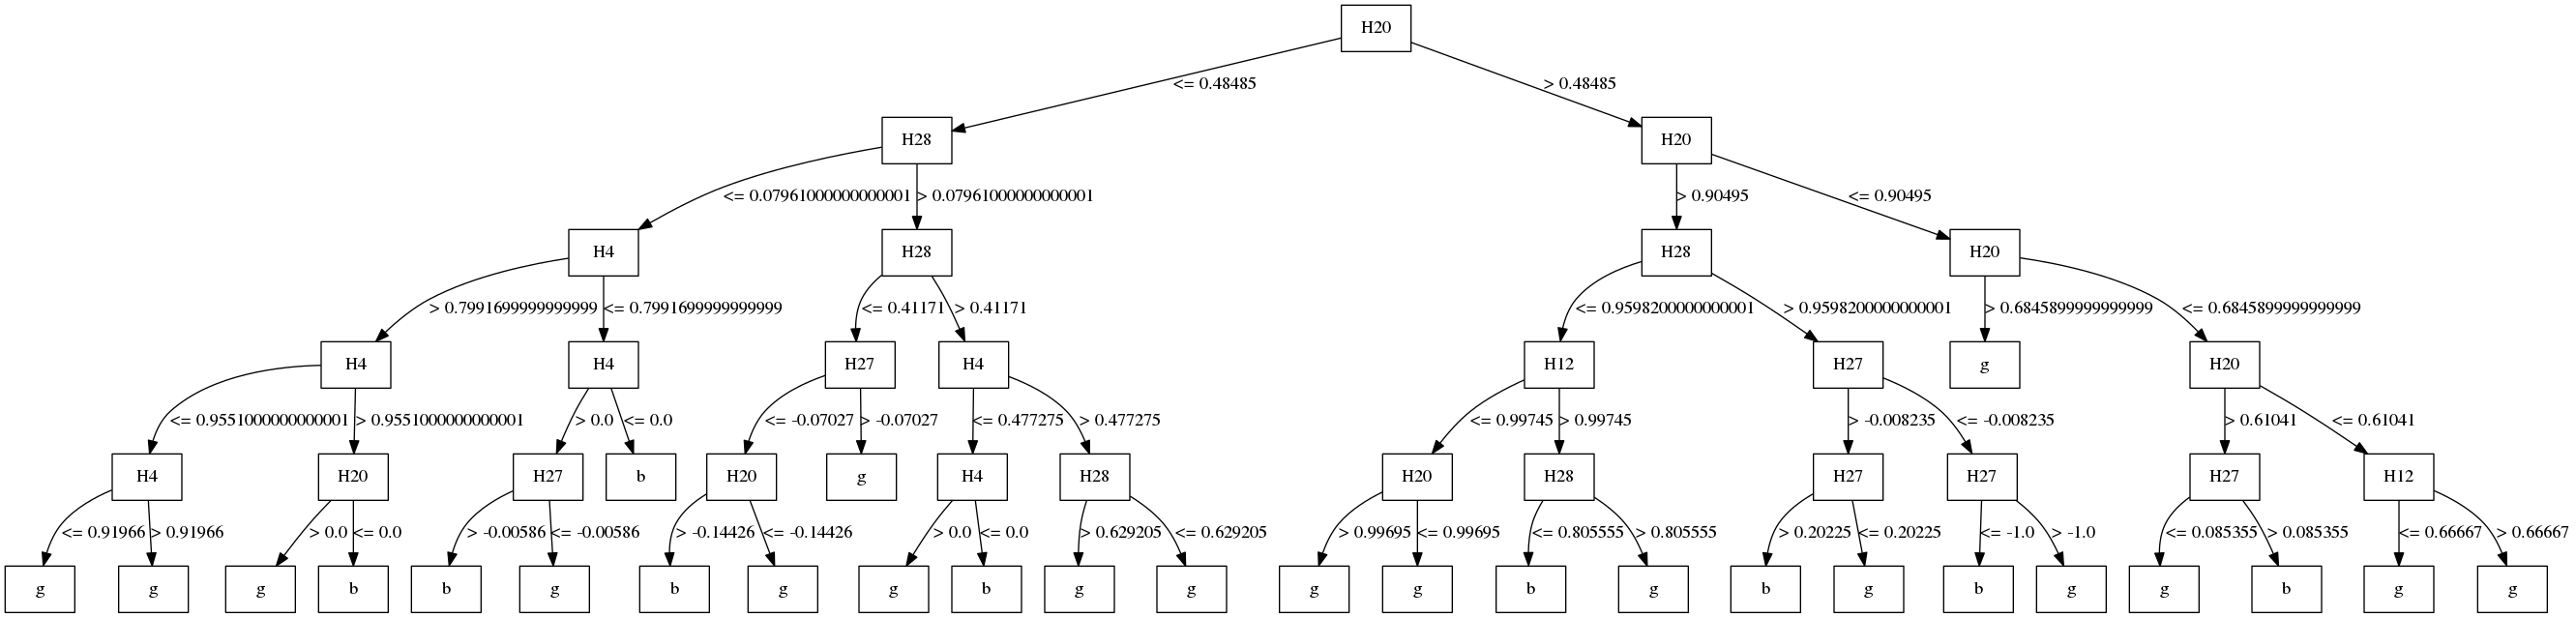 H20
<= 0.48485 > 0.48485
H28 H20
<= 0.07961000000000001 > 0.07961000000000001 > 0.90495 <= 0.90495
H4 H28 H28 H20
> 0.7991699999999999 <= 0.7991699999999999 <= 0.41171 > 0.41171 <= 0.9598200000000001 > 0.9598200000000001 > 0.6845899999999999 <= 0.6845899999999999
H4 H4 H27 H4 H12 H27 g H20
<= 0.9551000000000001 > 0.9551000000000001 > 0.0 <= 0.0 <= -0.07027 > -0.07027 <= 0.477275 > 0.477275 <= 0.99745 > 0.99745 > -0.008235 <= -0.008235 > 0.61041 <= 0.61041
H4 H20 H27 b H20 g H4 H28 H20 H28 H27 H27 H27 H12
<= 0.91966 > 0.91966 > 0.0 <= 0.0 > -0.00586 <= -0.00586 > -0.14426 <= -0.14426 > 0.0 <= 0.0 > 0.629205 <= 0.629205 > 0.99695 <= 0.99695 <= 0.805555 > 0.805555 > 0.20225 <= 0.20225 <= -1.0 > -1.0 <= 0.085355 > 0.085355 <= 0.66667 > 0.66667
g g g b b g b g g b g g g g b g b g b g g b g g